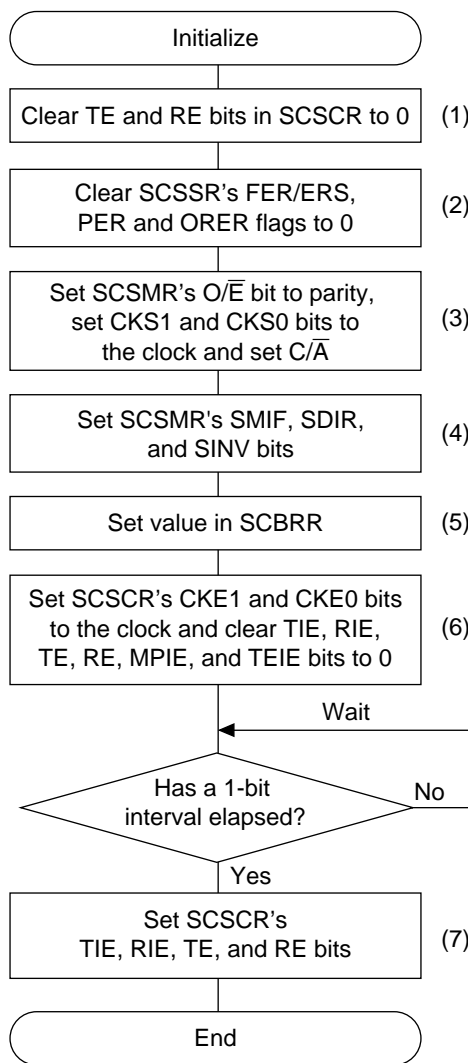 Initialize
Clear TE and RE bits in SCSCR to 0 (1)
Clear SCSSR's FER/ERS,
PER and ORER flags to 0 (2)
Set SCSMR's O/E̅ bit to parity,
set CKS1 and CKS0 bits to
the clock and set C/A̅ (3)
Set SCSMR's SMIF, SDIR,
and SINV bits (4)
Set value in SCBRR (5)
Set SCSCR's CKE1 and CKE0 bits
to the clock and clear TIE, RIE,
TE, RE, MPIE, and TEIE bits to 0 (6)
Wait
Has a 1-bit
interval elapsed?
No
Yes
Set SCSCR's
TIE, RIE, TE, and RE bits (7)
End